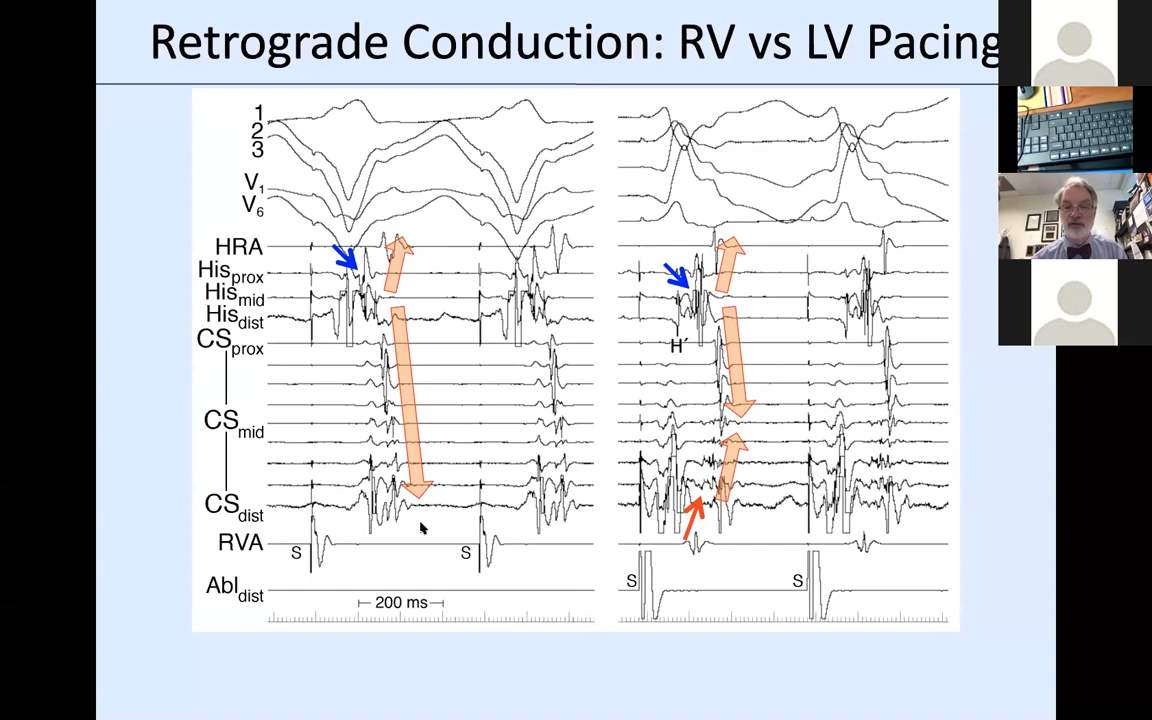 Retrograde Conduction: RV vs LV Pacing
1
2
3
V1
V6
HRA
Hisprox
Hismid
Hisdist
CSprox
H´
CSmid
CSdist
RVA
S S
S S
Abldist
200 ms